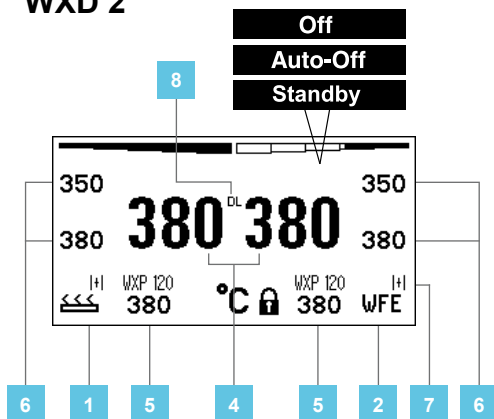 WXD 2
Off
Auto-Off
Standby
8
350 DL 350
380 380
380 380
|+| WXP 120 WXP 120 |+|
380 °C 380 WFE
6 1 5 4 5 2 7 6